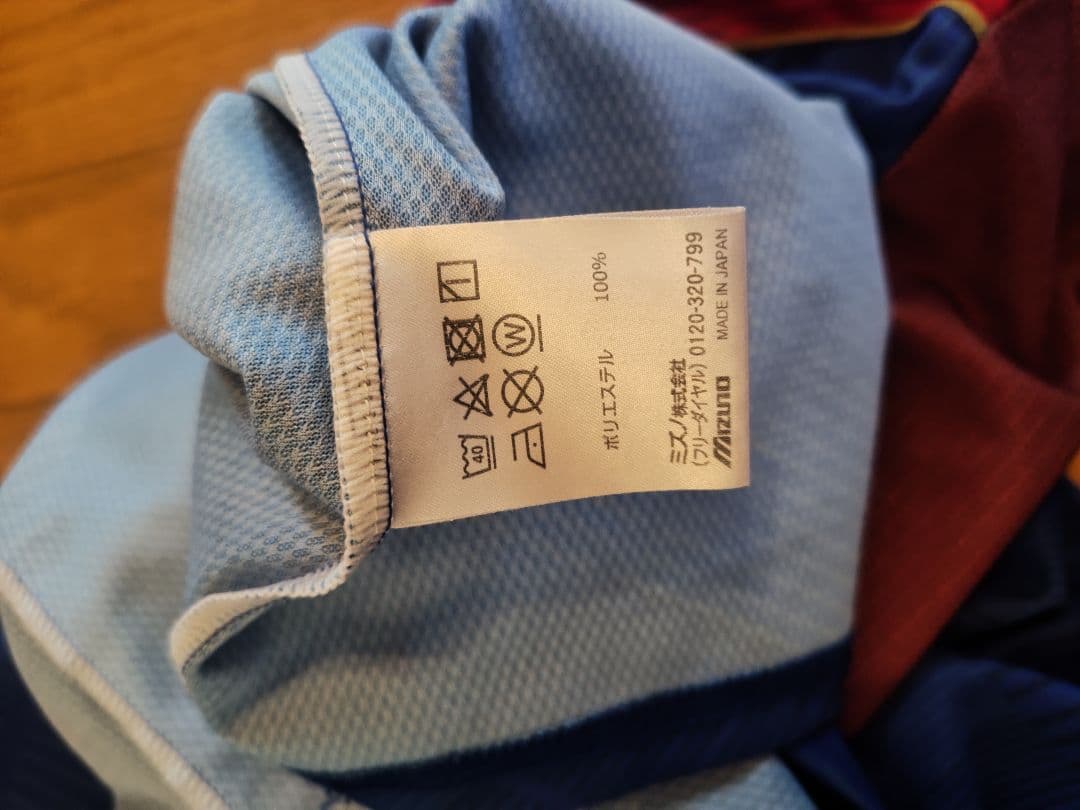 40
W
ポリエステル 100%
ミズノ株式会社
(フリーダイヤル) 0120-320-799
MIZUNO MADE IN JAPAN